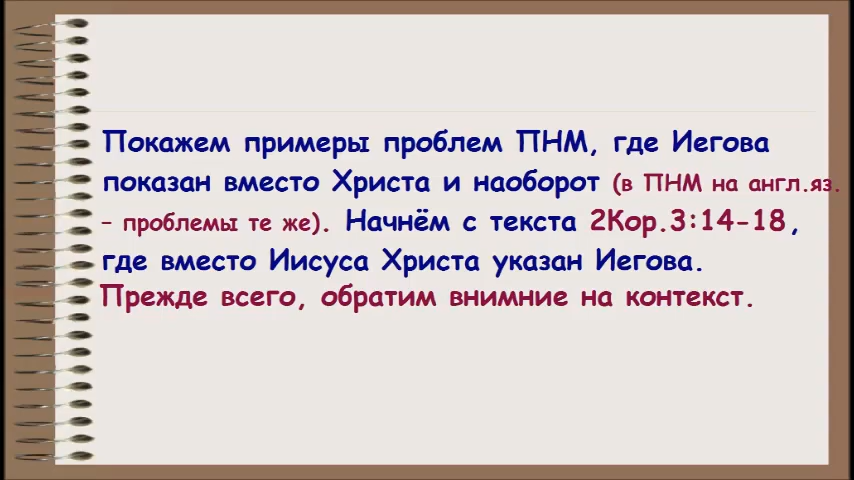 Покажем примеры проблем ПНМ, где Иегова
показан вместо Христа и наоборот (в ПНМ на англ.яз.
– проблемы те же). Начнём с текста 2Кор.3:14-18,
где вместо Иисуса Христа указан Иегова.
Прежде всего, обратим внимние на контекст.